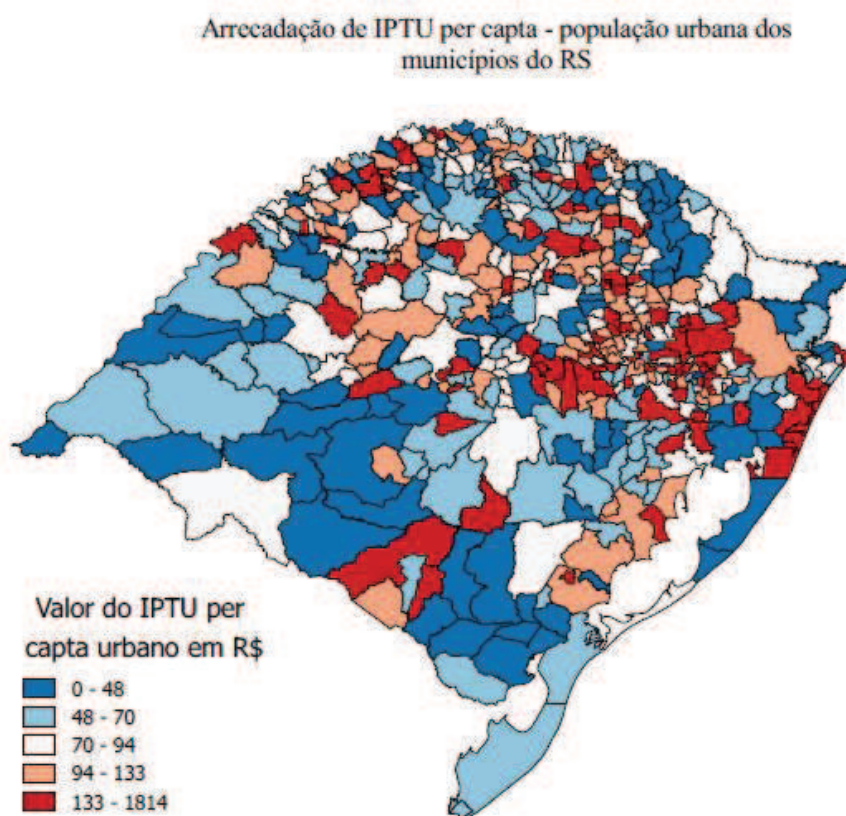 Arrecadação de IPTU per capta - população urbana dos
municípios do RS
Valor do IPTU per
capta urbano em R$
0 - 48
48 - 70
70 - 94
94 - 133
133 - 1814